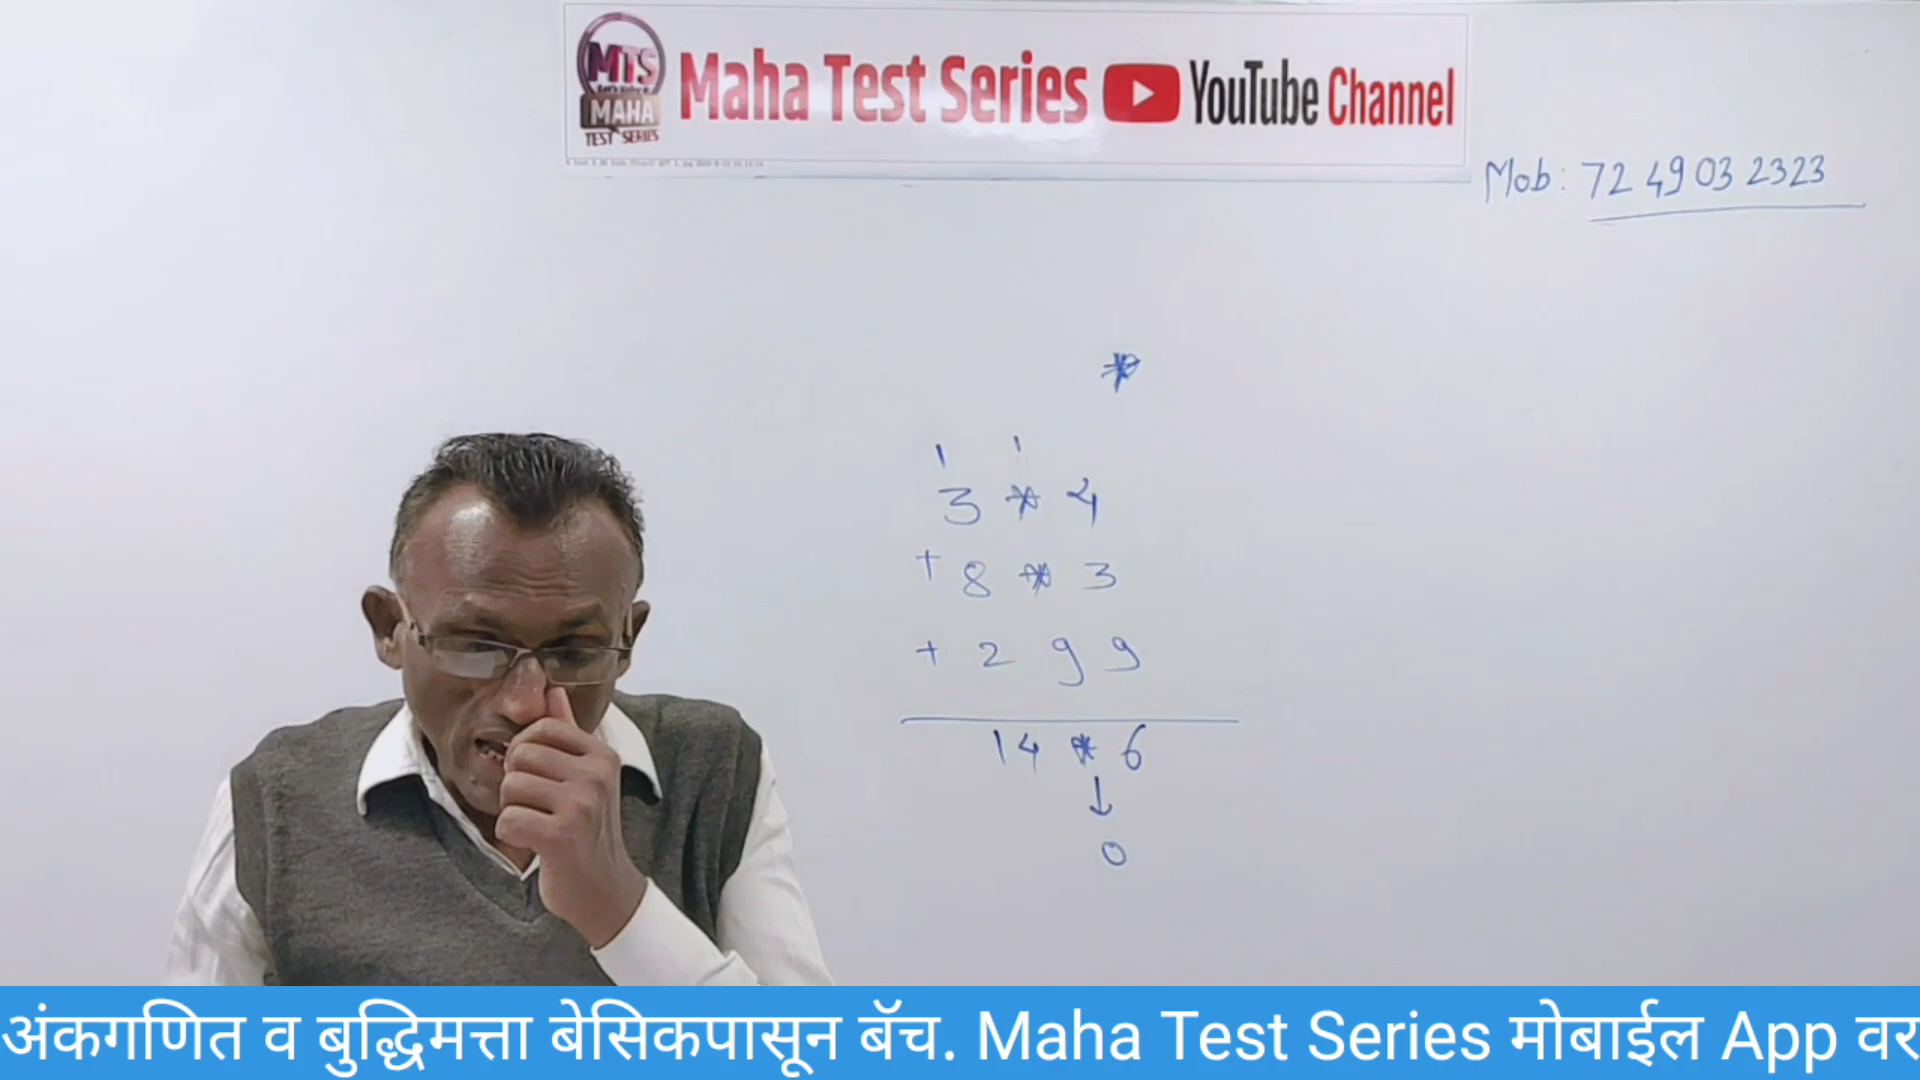 MTS
MAHA
TEST SERIES
Maha Test Series YouTube Channel
Mob: 72 49 03 2323
*
1 1
3 * 4
+ 8 * 3
+ 2 9 9
14 * 6
↓
0
अंकगणित व बुद्धिमत्ता बेसिकपासून बॅच. Maha Test Series मोबाईल App वर